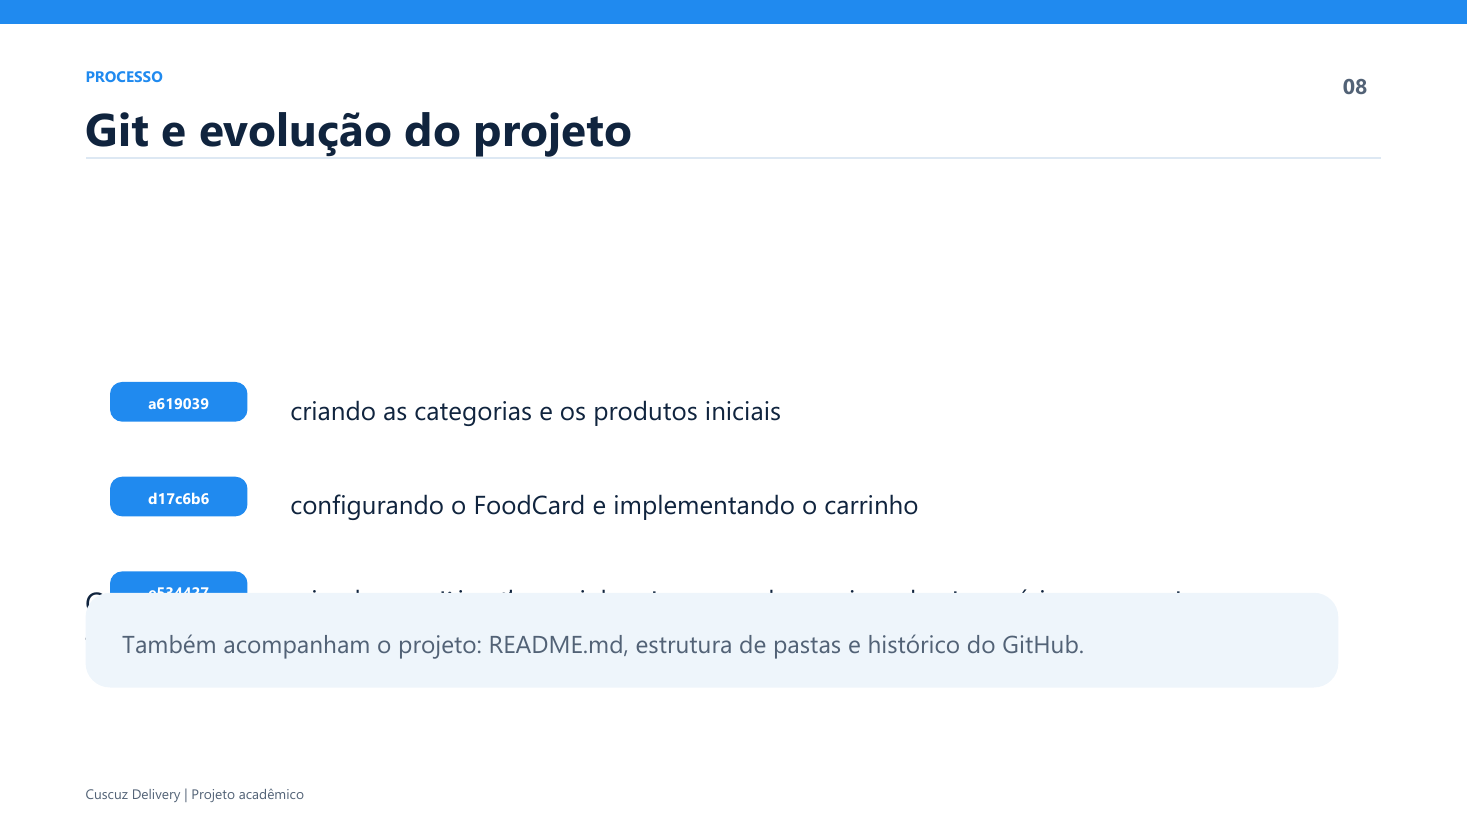 PROCESSO
08
Git e evolução do projeto
a619039
criando as categorias e os produtos iniciais
d17c6b6
configurando o FoodCard e implementando o carrinho
Também acompanham o projeto: README.md, estrutura de pastas e histórico do GitHub.
Cuscuz Delivery | Projeto acadêmico